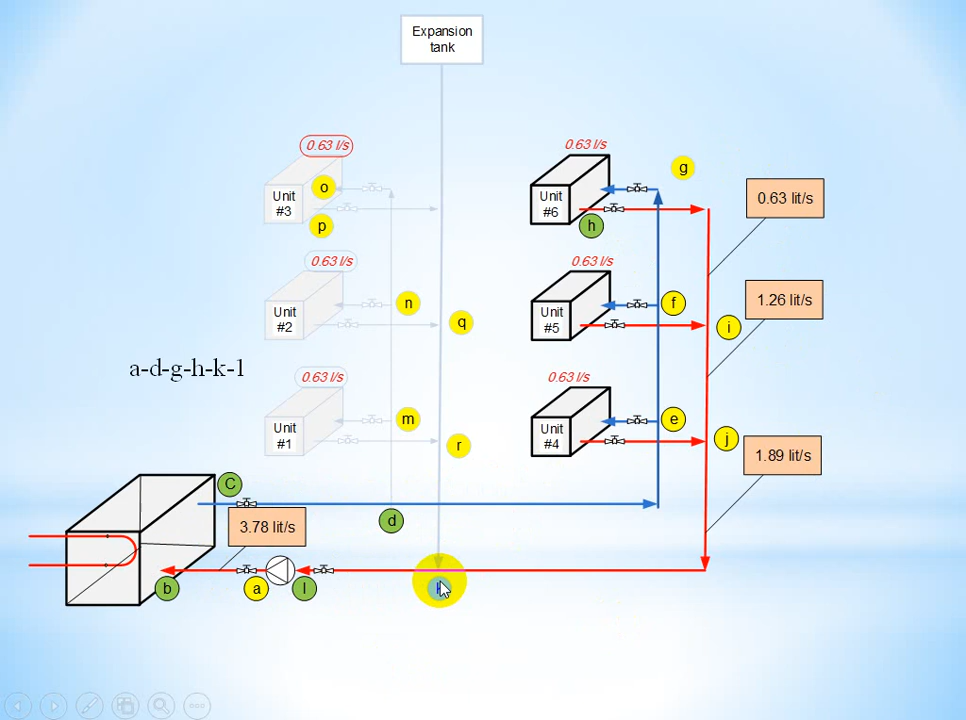 Expansion
tank
0.63 l/s
0.63 l/s
g
o
Unit
#3
Unit
#6
0.63 lit/s
p
h
0.63 l/s
0.63 l/s
n
f
1.26 lit/s
Unit
#2
Unit
#5
q
i
a-d-g-h-k-1
0.63 l/s
0.63 l/s
m
e
Unit
#1
Unit
#4
r
j
1.89 lit/s
C
3.78 lit/s
d
b
a
l